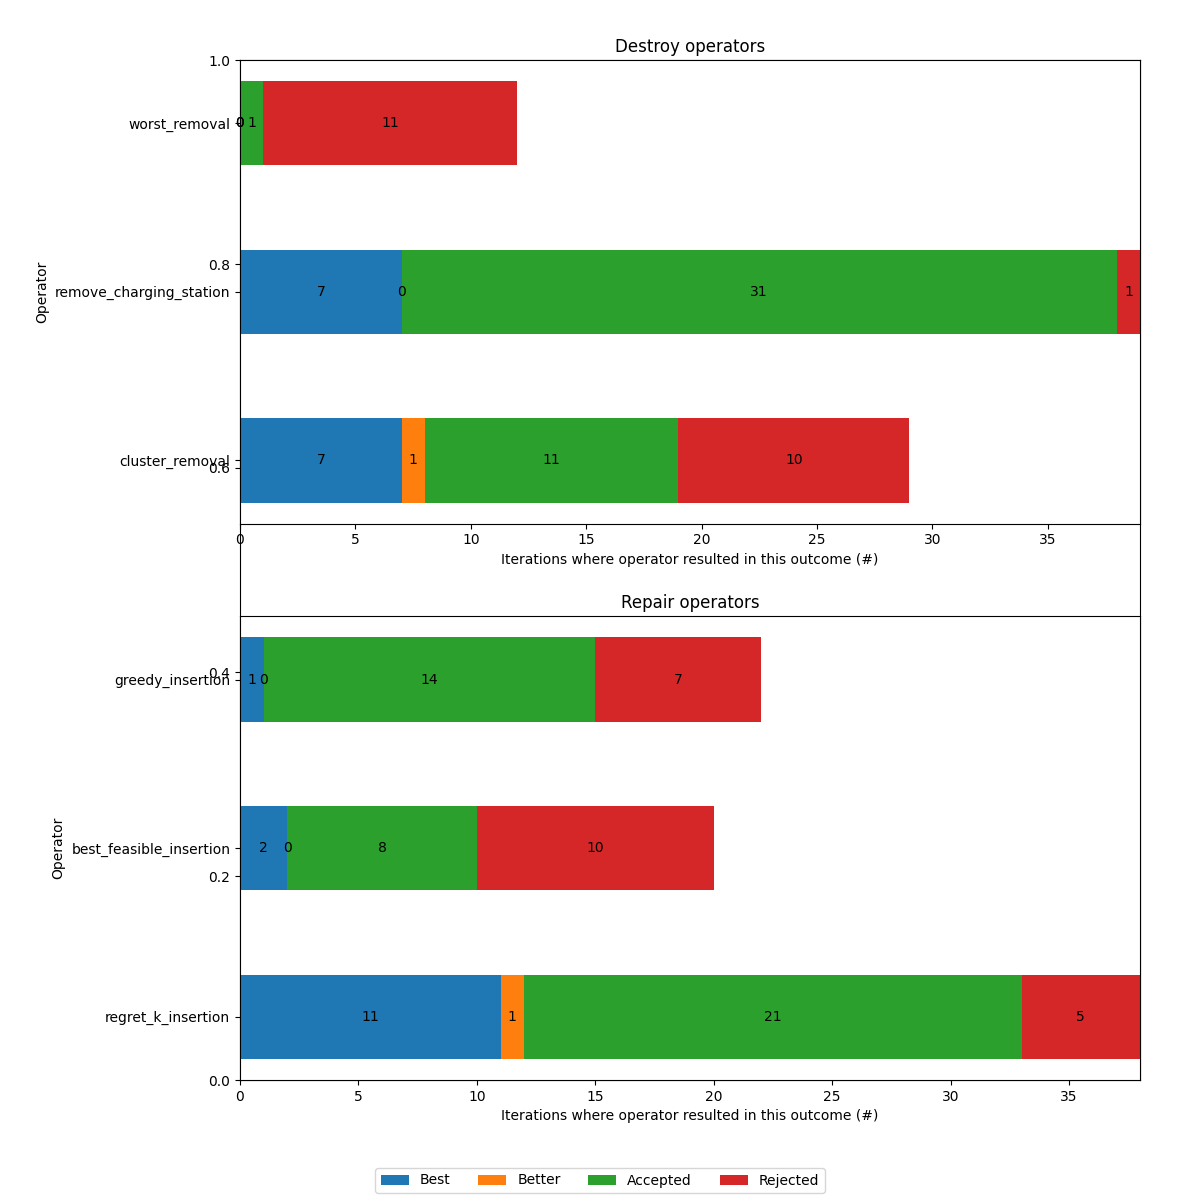 Destroy operators
1.0
worst_removal 0 0 1 11
0.8
Operator
remove_charging_station 7 0 31 1
cluster_removal 7 1 11 10
0.6
0 5 10 15 20 25 30 35
Iterations where operator resulted in this outcome (#)
Repair operators
0.4
greedy_insertion 1 0 14 7
Operator
best_feasible_insertion 2 0 8 10
0.2
regret_k_insertion 11 1 21 5
0.0
0 5 10 15 20 25 30 35
Iterations where operator resulted in this outcome (#)
Best Better Accepted Rejected